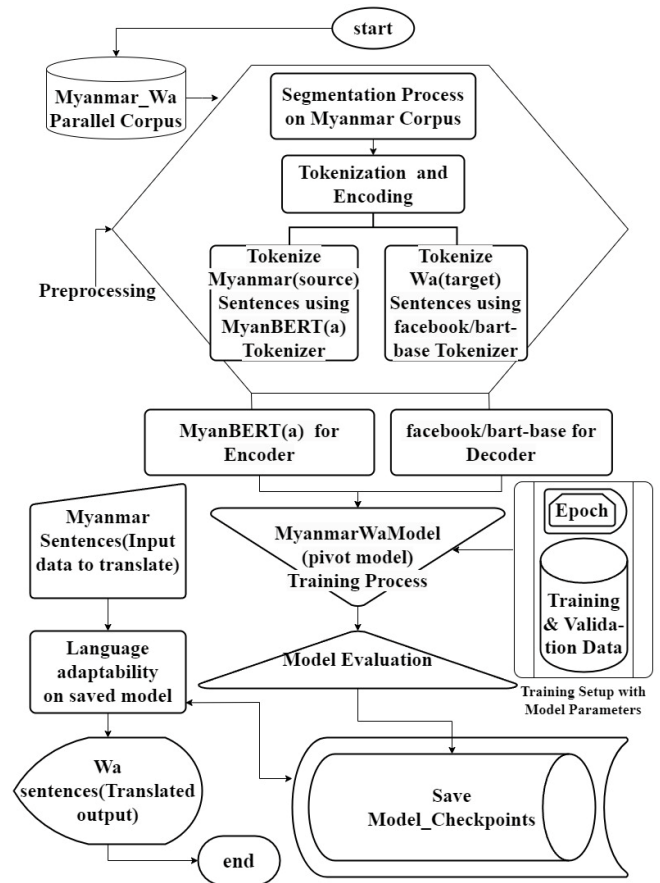 start
Myanmar_Wa
Parallel Corpus
Segmentation Process
on Myanmar Corpus
Tokenization and
Encoding
Preprocessing
Tokenize
Myanmar(source)
Sentences using
MyanBERT(a)
Tokenizer
Tokenize
Wa(target)
Sentences using
facebook/bart-
base Tokenizer
MyanBERT(a) for
Encoder
facebook/bart-base for
Decoder
Myanmar
Sentences(Input
data to translate)
MyanmarWaModel
(pivot model)
Training Process
Epoch
Training
& Valida-
tion Data
Training Setup with
Model Parameters
Language
adaptability
on saved model
Model Evaluation
Wa
sentences(Translated
output)
Save
Model_Checkpoints
end